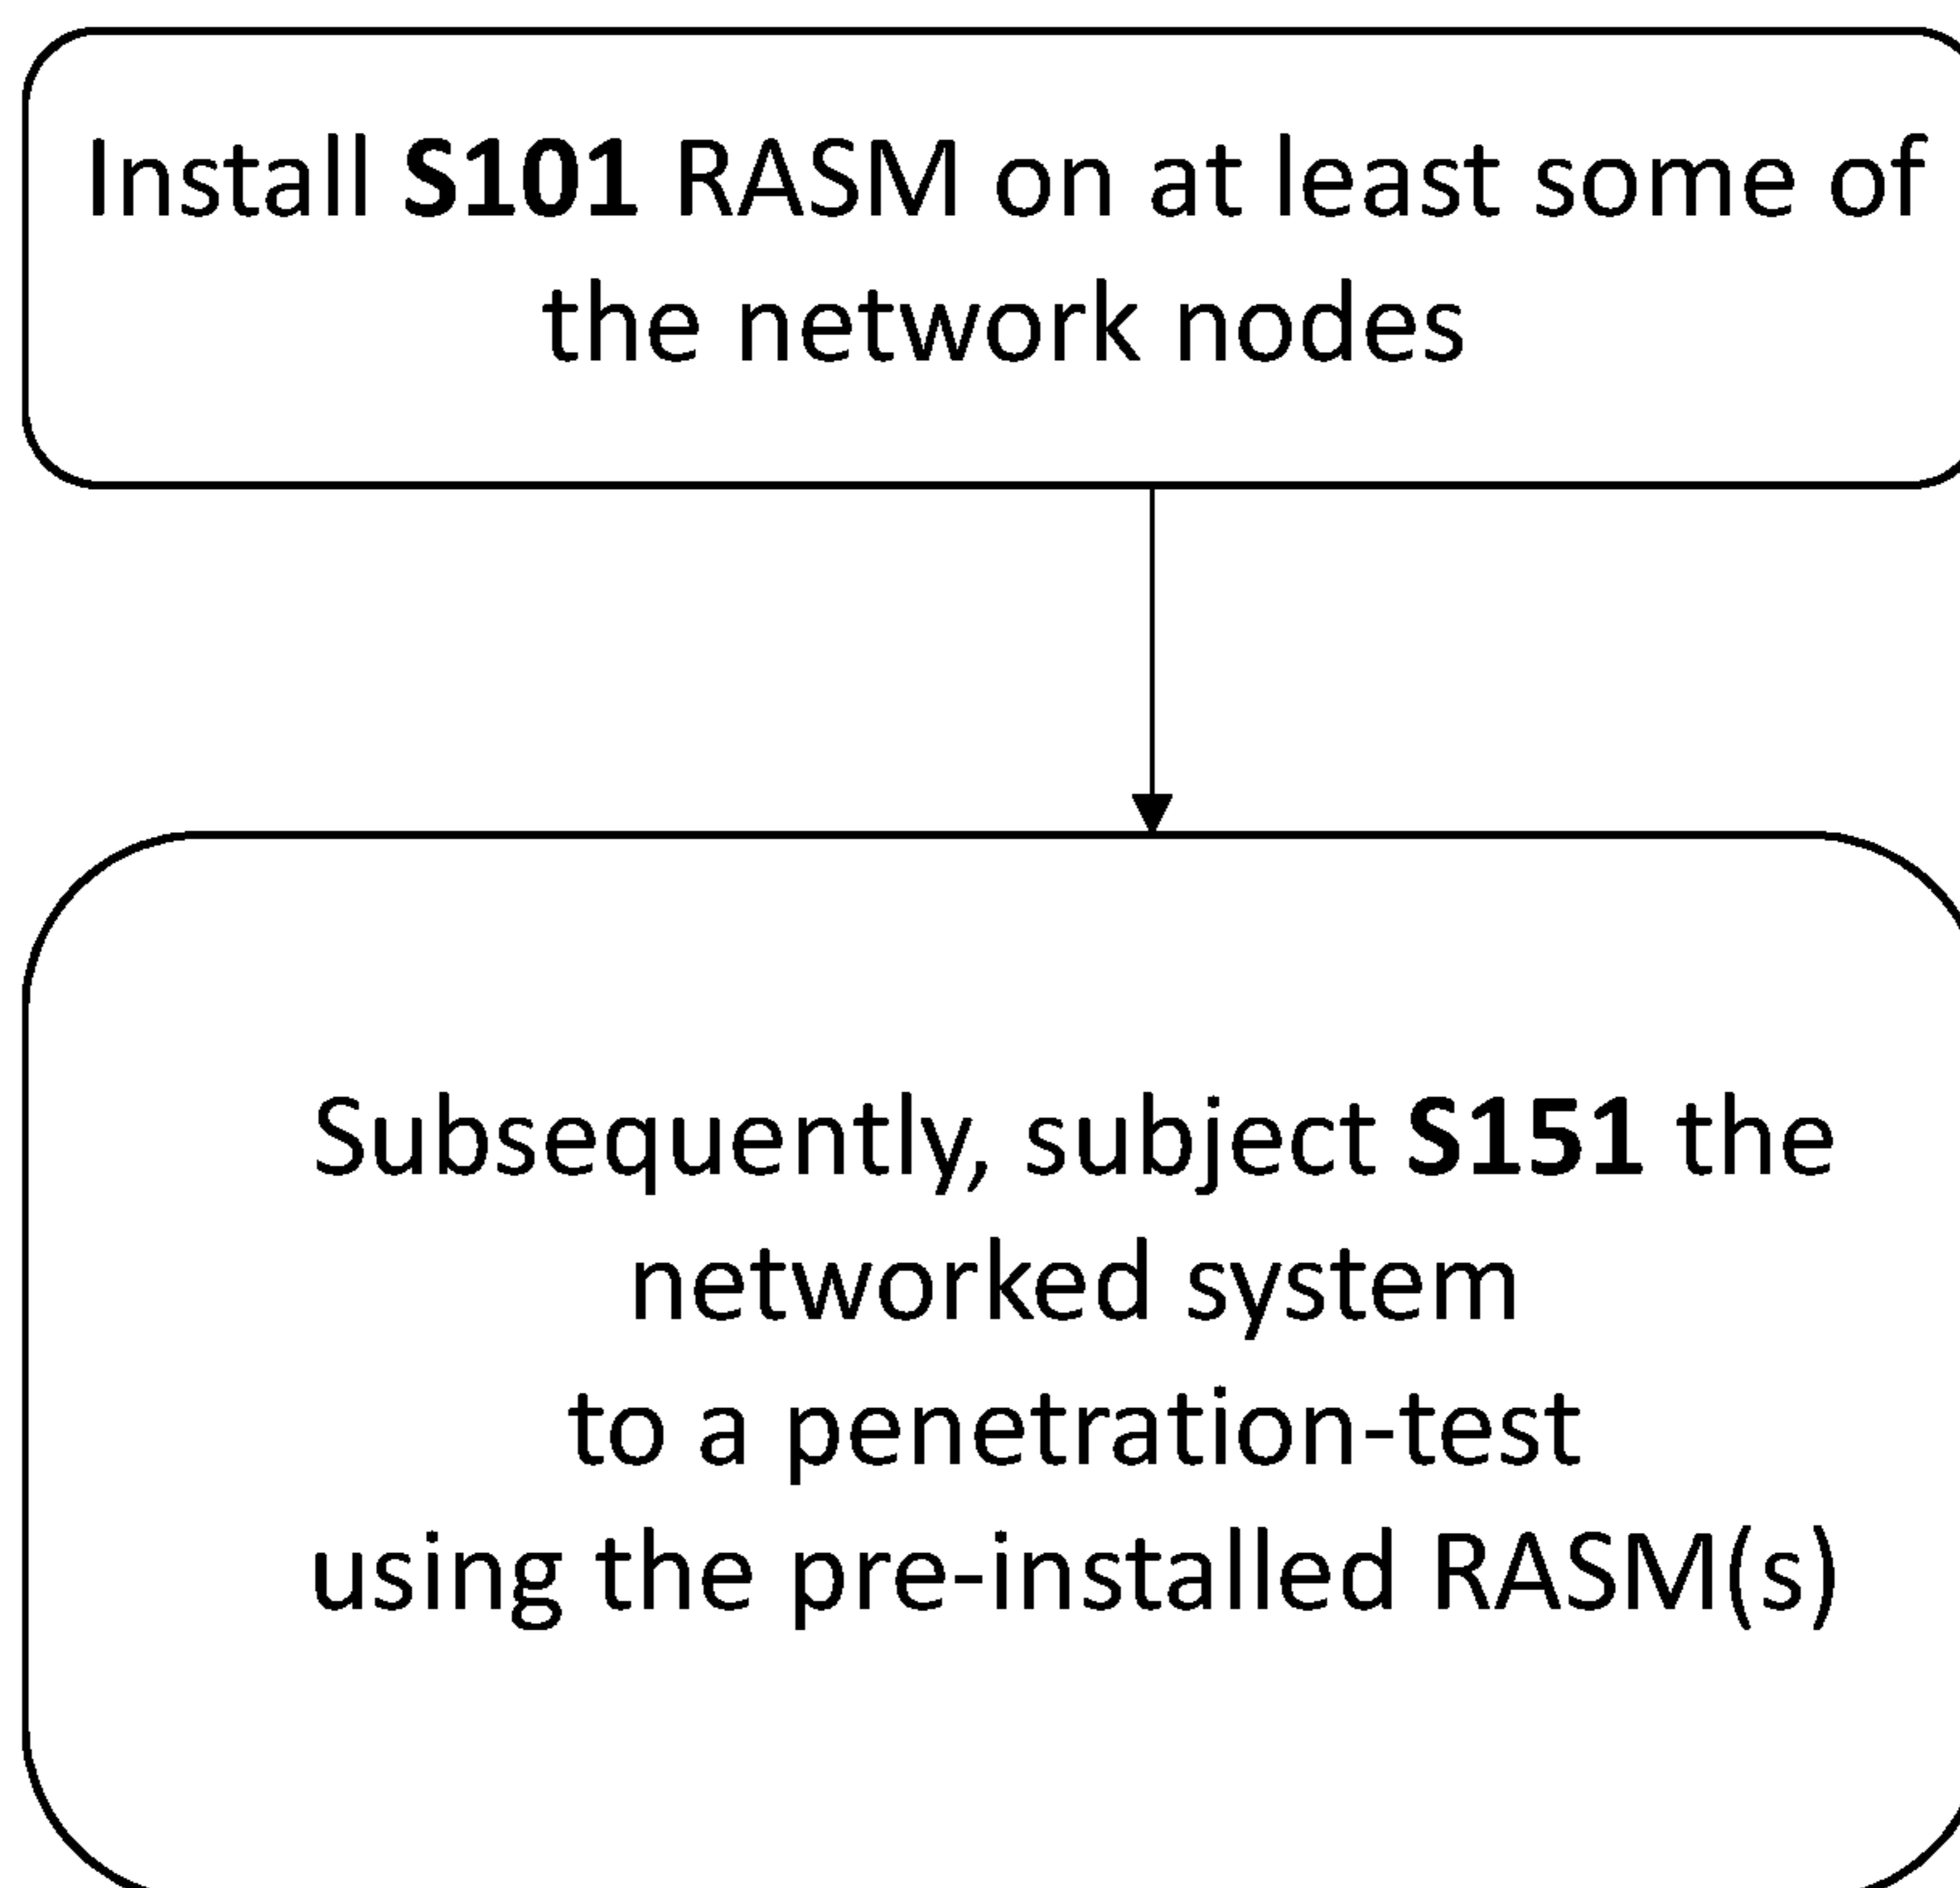 Install S101 RASM on at least some of
the network nodes
Subsequently, subject S151 the
networked system
to a penetration-test
using the pre-installed RASM(s)